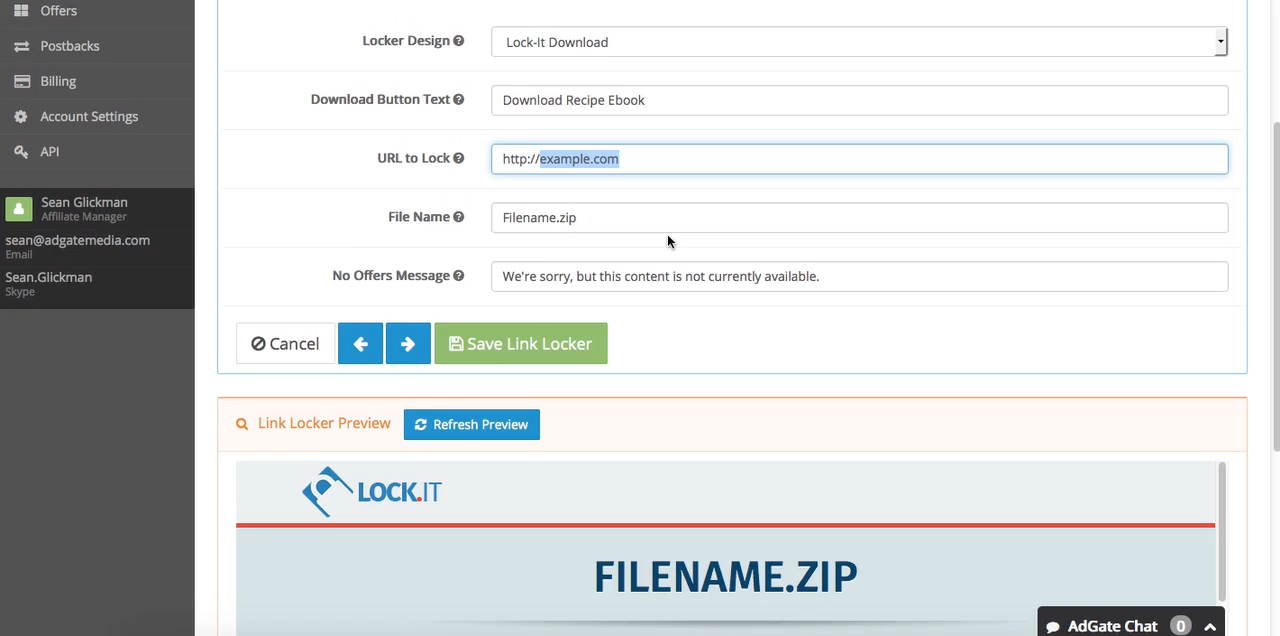 Offers
Postbacks
Billing
Account Settings
API
Sean Glickman
Affiliate Manager
sean@adgatemedia.com
Email
Sean.Glickman
Skype
Locker Design
Lock-It Download
Download Button Text
Download Recipe Ebook
URL to Lock
http://example.com
File Name
Filename.zip
No Offers Message
We're sorry, but this content is not currently available.
Cancel
Save Link Locker
Link Locker Preview
Refresh Preview
LOCK.IT
FILENAME.ZIP
AdGate Chat 0